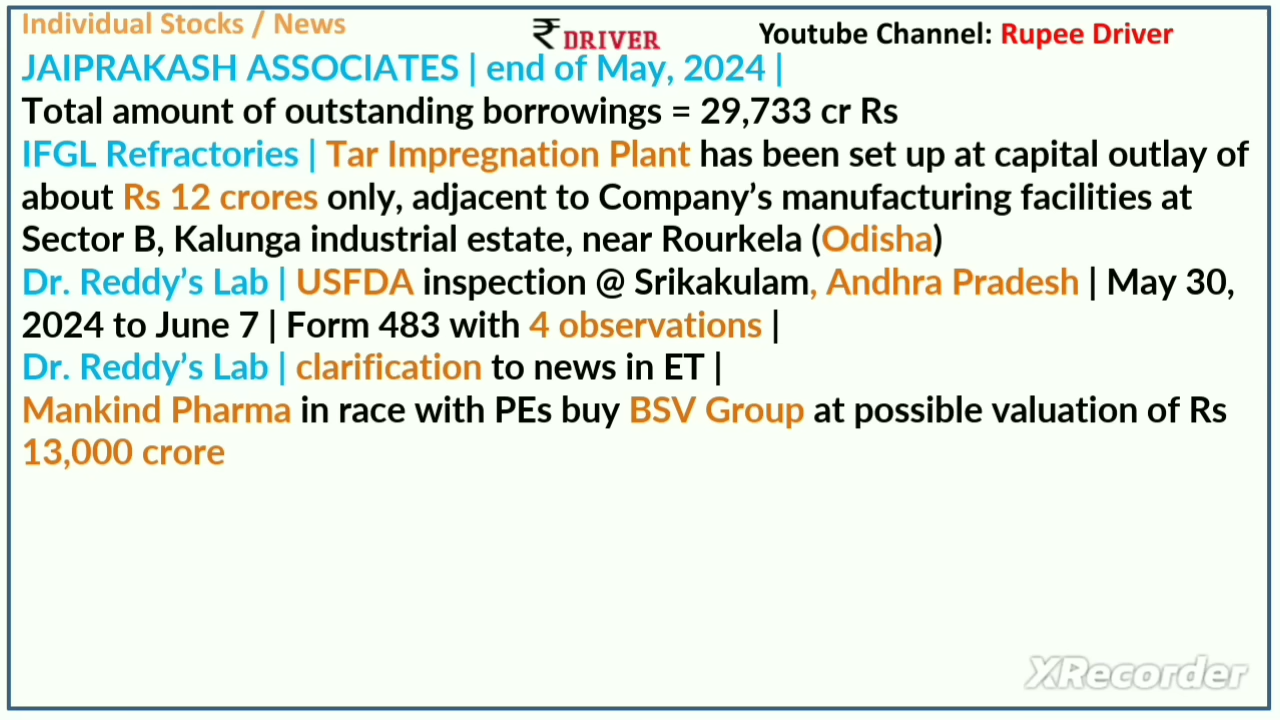 Individual Stocks / News
₹ DRIVER
Youtube Channel: Rupee Driver
JAIPRAKASH ASSOCIATES | end of May, 2024 |
Total amount of outstanding borrowings = 29,733 cr Rs
IFGL Refractories | Tar Impregnation Plant has been set up at capital outlay of
about Rs 12 crores only, adjacent to Company’s manufacturing facilities at
Sector B, Kalunga industrial estate, near Rourkela (Odisha)
Dr. Reddy’s Lab | USFDA inspection @ Srikakulam, Andhra Pradesh | May 30,
2024 to June 7 | Form 483 with 4 observations |
Dr. Reddy’s Lab | clarification to news in ET |
Mankind Pharma in race with PEs buy BSV Group at possible valuation of Rs
13,000 crore
XRecorder